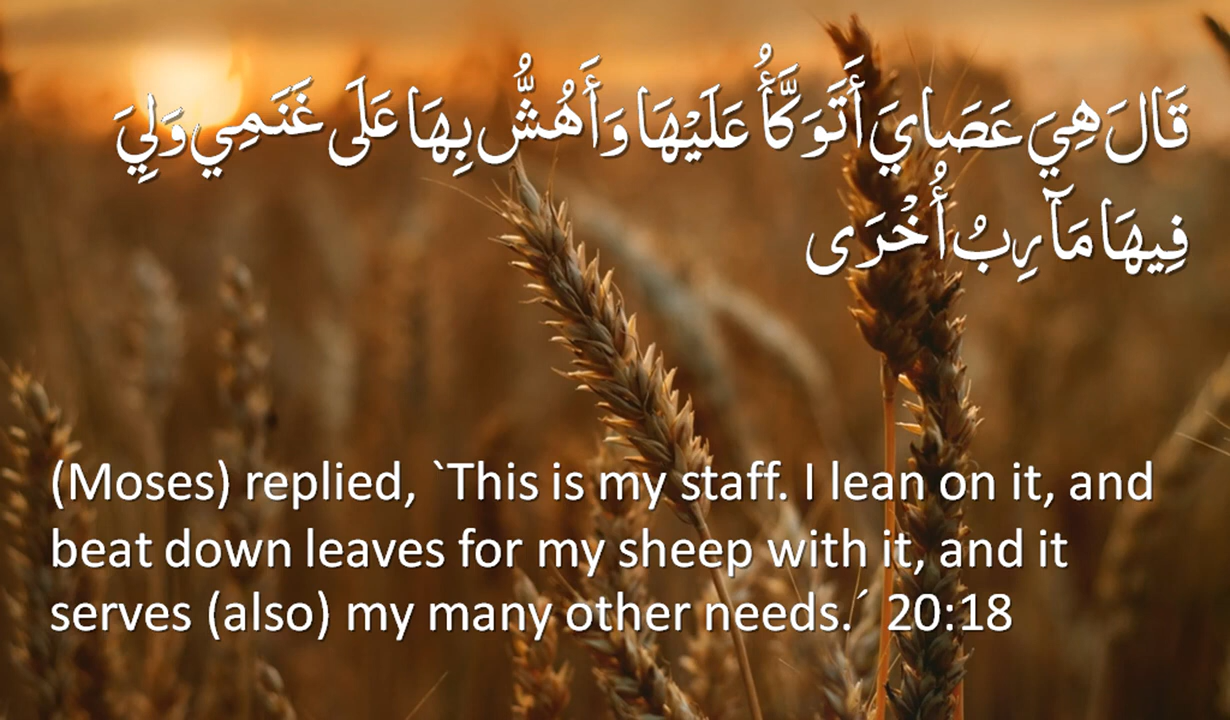 قَالَ هِيَ عَصَايَ أَتَوَكَّأُ عَلَيْهَا وَأَهُشُّ بِهَا عَلَى غَنَمِي وَلِيَ
فِيهَا مَآرِبُ أُخْرَى
(Moses) replied, `This is my staff. I lean on it, and
beat down leaves for my sheep with it, and it
serves (also) my many other needs.´ 20:18